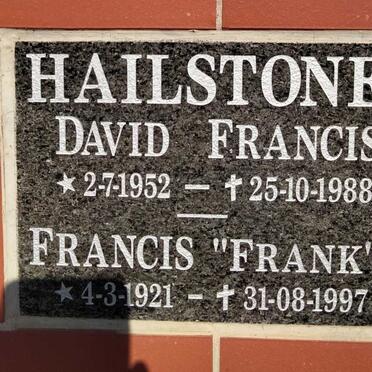 HAILSTONE
DAVID FRANCIS
★ 2-7-1952 — ✝ 25-10-1988
FRANCIS "FRANK"
★ 4-3-1921 — ✝ 31-08-1997